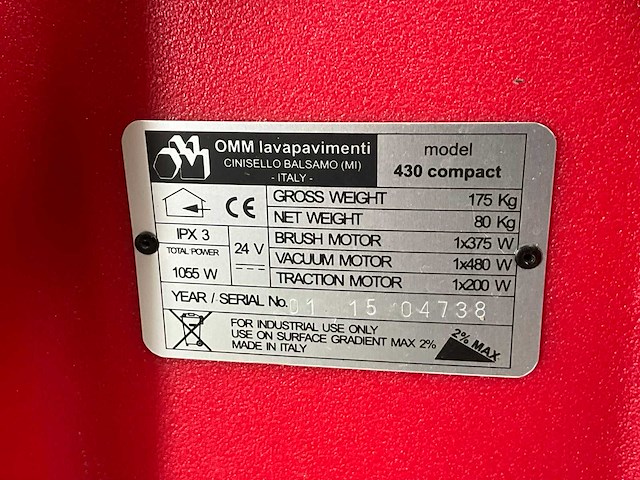 OMM
OMM lavapavimenti
CINISELLO BALSAMO (MI)
- ITALY -
model
430 compact
CE
GROSS WEIGHT 175 Kg
NET WEIGHT 80 Kg
IPX 3
24 V
BRUSH MOTOR 1x375 W
TOTAL POWER
1055 W
VACUUM MOTOR 1x480 W
TRACTION MOTOR 1x200 W
YEAR / SERIAL No. 01 15 04738
FOR INDUSTRIAL USE ONLY
USE ON SURFACE GRADIENT MAX 2%
MADE IN ITALY
2% MAX